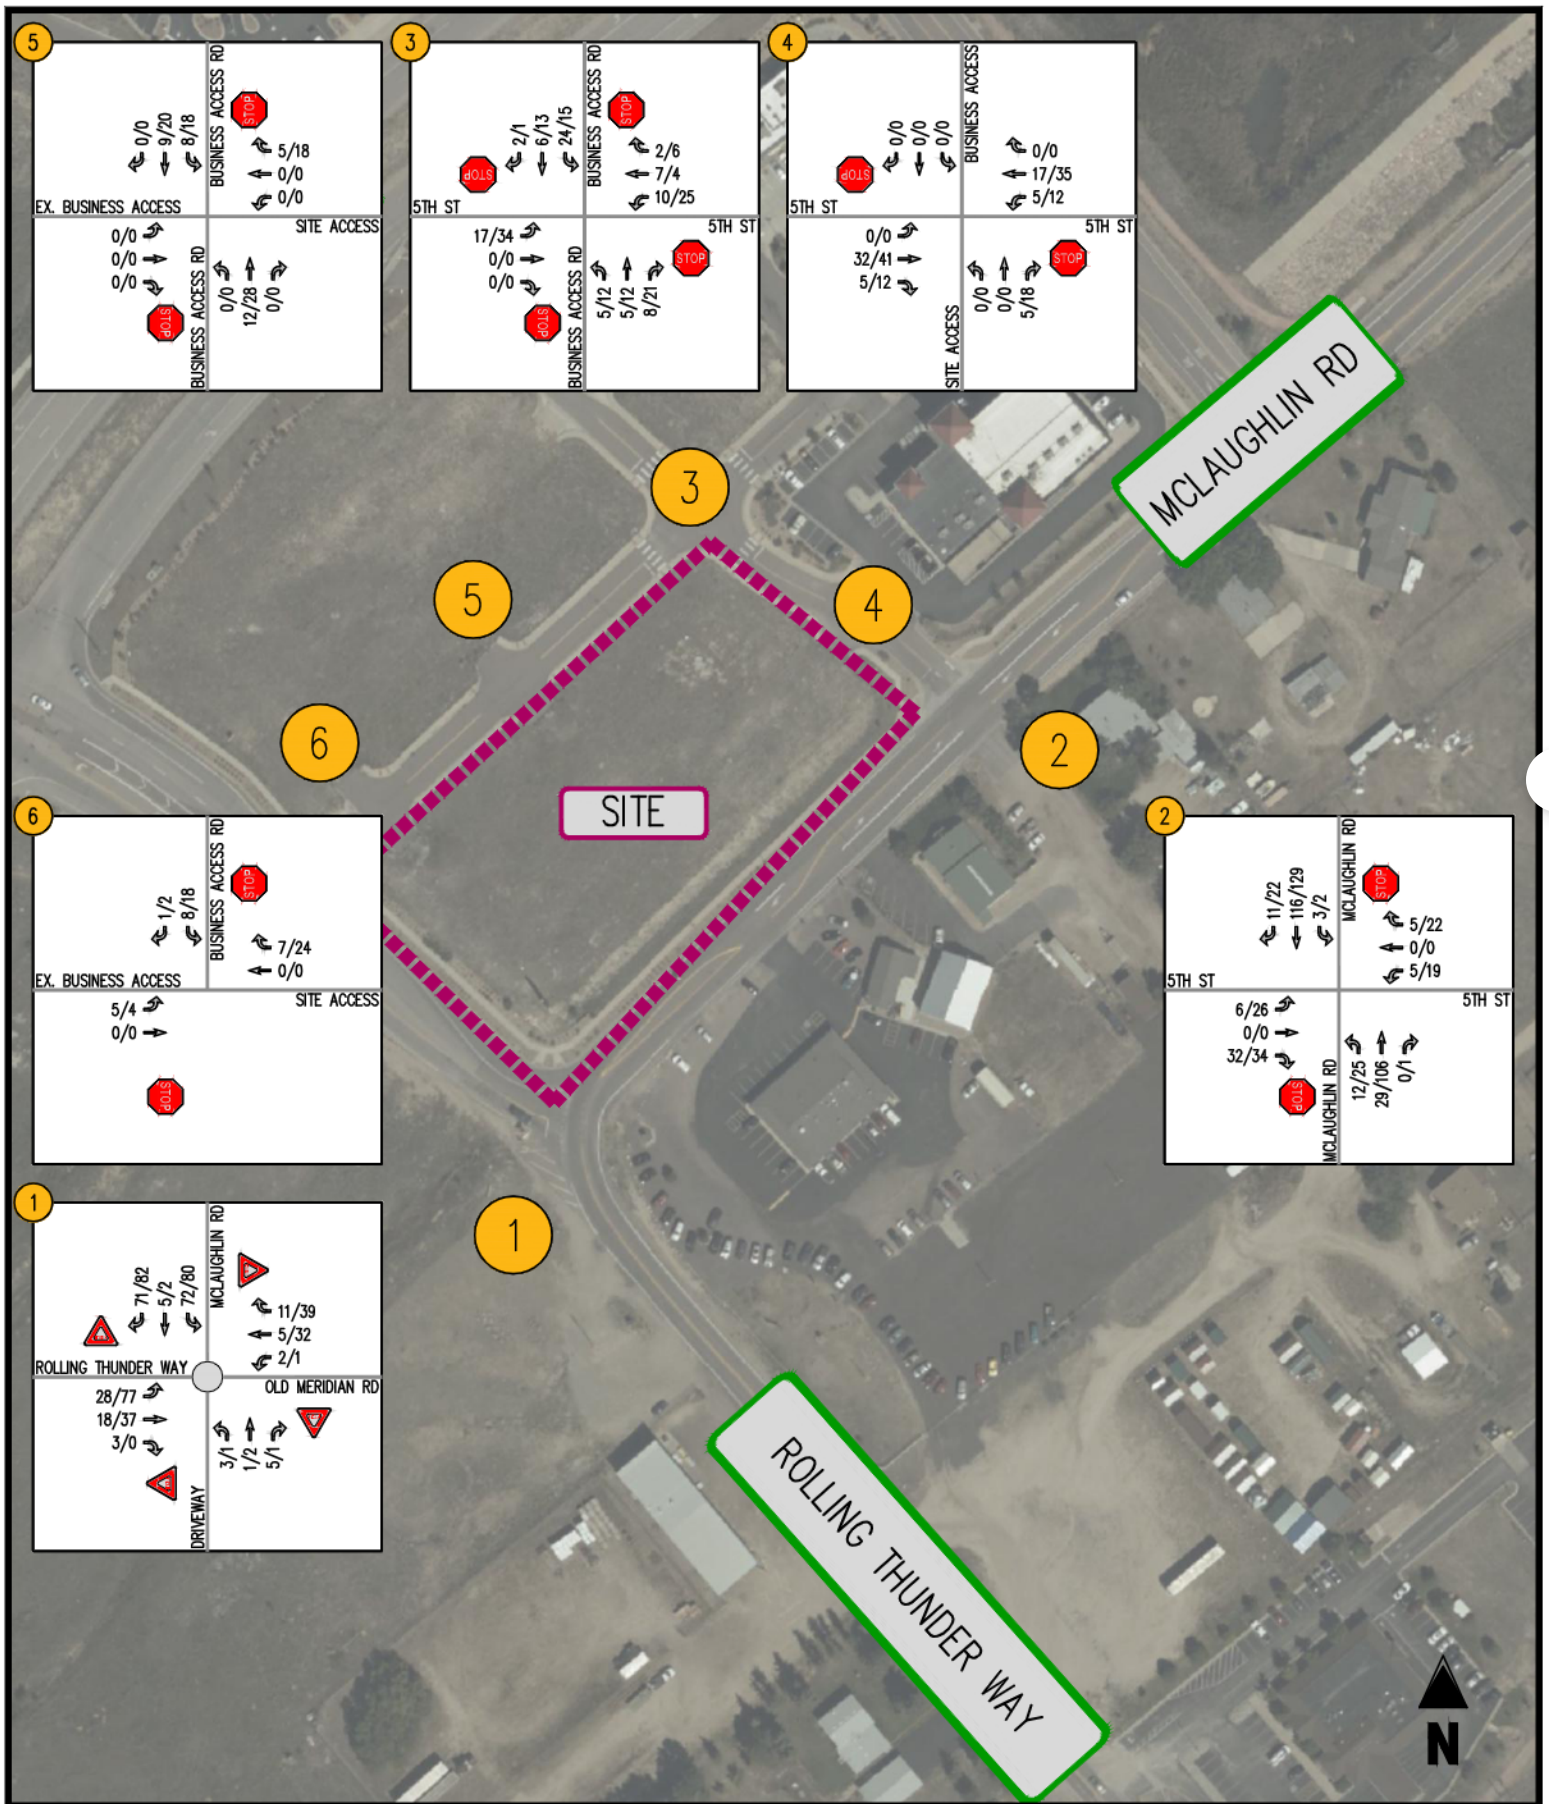 5
BUSINESS ACCESS RD
STOP
0/0
9/20
8/18
5/18
0/0
0/0
EX. BUSINESS ACCESS
SITE ACCESS
0/0
0/0
0/0
STOP
BUSINESS ACCESS RD
0/0
12/28
0/0
3
BUSINESS ACCESS RD
STOP
STOP
2/1
6/13
24/15
2/6
7/4
10/25
5TH ST
5TH ST
17/34
0/0
0/0
STOP
BUSINESS ACCESS RD
5/12
5/12
8/21
STOP
4
BUSINESS ACCESS
STOP
0/0
0/0
0/0
0/0
17/35
5/12
5TH ST
5TH ST
0/0
32/41
5/12
SITE ACCESS
0/0
0/0
5/18
STOP
MCLAUGHLIN RD
3
5
4
6
2
SITE
6
BUSINESS ACCESS RD
STOP
1/2
8/18
7/24
0/0
EX. BUSINESS ACCESS
SITE ACCESS
5/4
0/0
STOP
2
MCLAUGHLIN RD
STOP
11/22
116/129
3/2
5/22
0/0
5/19
5TH ST
5TH ST
6/26
0/0
32/34
STOP
MCLAUGHLIN RD
12/25
29/106
0/1
1
MCLAUGHLIN RD
71/82
5/2
72/80
11/39
5/32
2/1
ROLLING THUNDER WAY
OLD MERIDIAN RD
28/77
18/37
3/0
DRIVEWAY
3/1
1/2
5/1
1
ROLLING THUNDER WAY
N